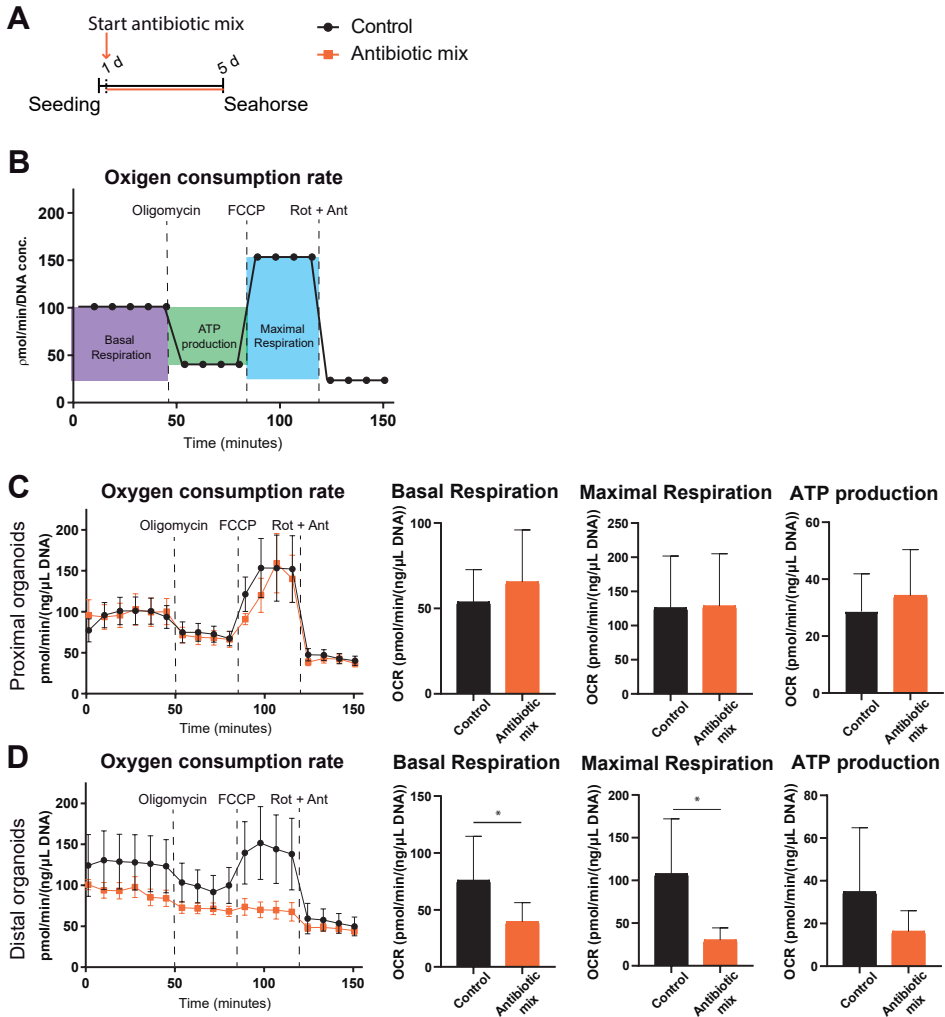 A
Start antibiotic mix
1 d
5 d
Seeding
Seahorse
Control
Antibiotic mix
B
Oxigen consumption rate
Oligomycin
FCCP
Rot + Ant
ρmol/min/DNA conc.
200
150
100
50
0
Basal
Respiration
ATP
production
Maximal
Respiration
0
50
100
150
Time (minutes)
C
Proximal organoids
Oxygen consumption rate
pmol/min/(ng/µL DNA)
Oligomycin
FCCP
Rot + Ant
200
150
100
50
0
0
50
100
150
Time (minutes)
Basal Respiration
OCR (pmol/min/(ng/µL DNA))
100
50
0
Control
Antibiotic
mix
Maximal Respiration
OCR (pmol/min/(ng/µL DNA))
250
200
150
100
50
0
Control
Antibiotic
mix
ATP production
OCR (pmol/min/(ng/µL DNA))
60
40
20
0
Control
Antibiotic
mix
D
Distal organoids
Oxygen consumption rate
pmol/min/(ng/µL DNA)
Oligomycin
FCCP
Rot + Ant
200
150
100
50
0
0
50
100
150
Time (minutes)
Basal Respiration
OCR (pmol/min/(ng/µL DNA))
150
100
50
0
*
Control
Antibiotic
mix
Maximal Respiration
OCR (pmol/min/(ng/µL DNA))
200
150
100
50
0
*
Control
Antibiotic
mix
ATP production
OCR (pmol/min/(ng/µL DNA))
80
60
40
20
0
Control
Antibiotic
mix